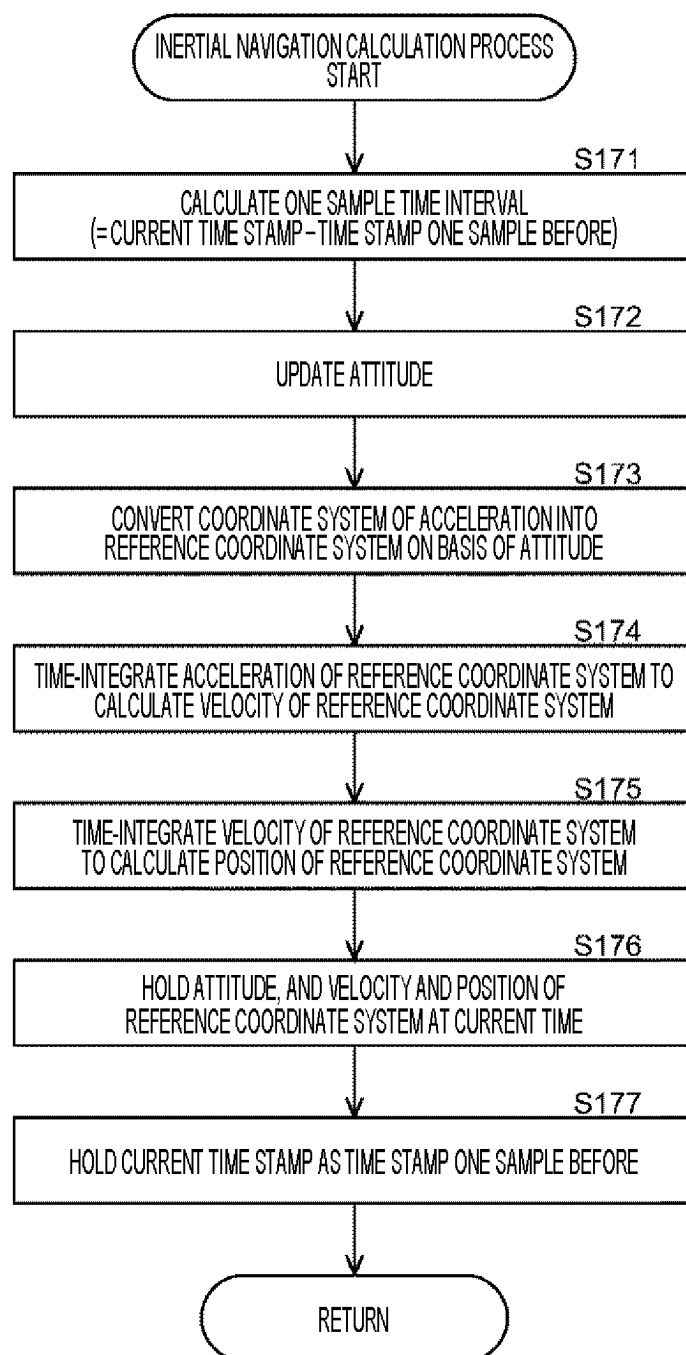 INERTIAL NAVIGATION CALCULATION PROCESS
START
S171
CALCULATE ONE SAMPLE TIME INTERVAL
(= CURRENT TIME STAMP – TIME STAMP ONE SAMPLE BEFORE)
S172
UPDATE ATTITUDE
S173
CONVERT COORDINATE SYSTEM OF ACCELERATION INTO
REFERENCE COORDINATE SYSTEM ON BASIS OF ATTITUDE
S174
TIME-INTEGRATE ACCELERATION OF REFERENCE COORDINATE SYSTEM TO
CALCULATE VELOCITY OF REFERENCE COORDINATE SYSTEM
S175
TIME-INTEGRATE VELOCITY OF REFERENCE COORDINATE SYSTEM
TO CALCULATE POSITION OF REFERENCE COORDINATE SYSTEM
S176
HOLD ATTITUDE, AND VELOCITY AND POSITION OF
REFERENCE COORDINATE SYSTEM AT CURRENT TIME
S177
HOLD CURRENT TIME STAMP AS TIME STAMP ONE SAMPLE BEFORE
RETURN